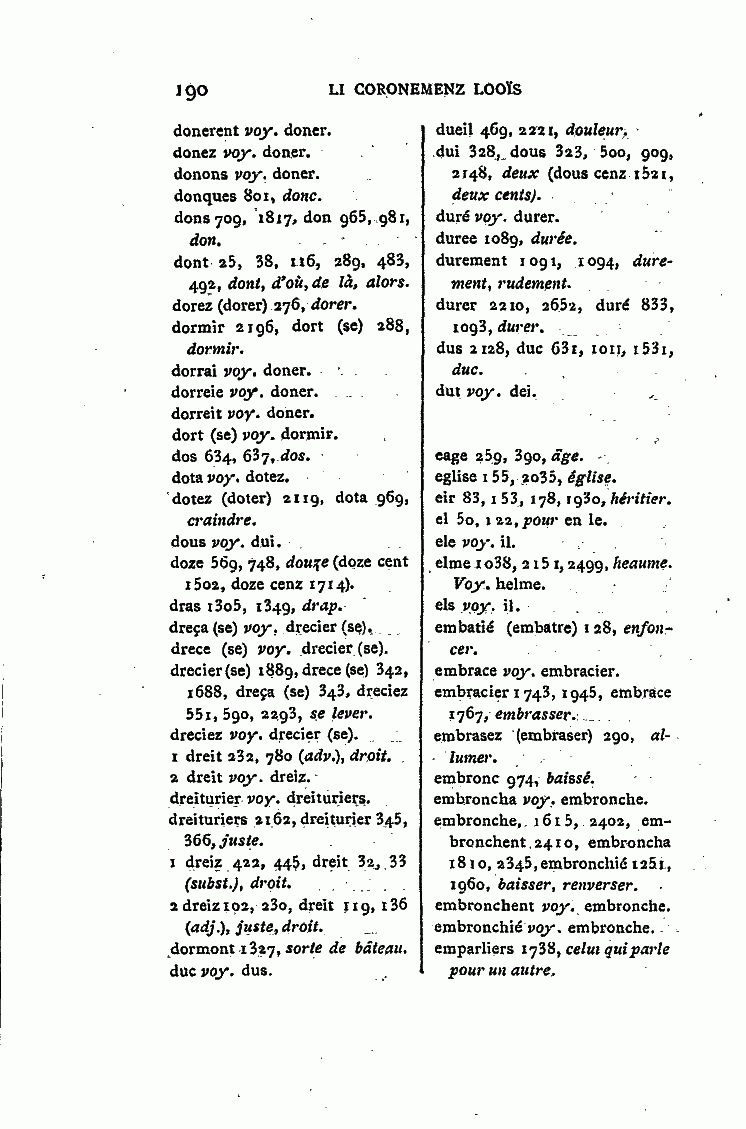 190 LI CORONEMENZ LOOÏS
donerent voy. doner.
donez voy. doner.
donons voy. doner.
donques 801, donc.
dons 709, 1817, don 965, 981,
don.
dont 25, 38, 116, 289, 483,
492, dont, d'où, de là, alors.
dorez (dorer) 276, dorer.
dormir 2196, dort (se) 288,
dormir.
dorrai voy. doner.
dorreie voy. doner.
dorreit voy. doner.
dort (se) voy. dormir.
dos 634, 637, dos.
dota voy. dotez.
dotez (doter) 2119, dota 969,
craindre.
dous voy. dui.
doze 569, 748, douze (doze cent
1502, doze cenz 1714).
dras 1305, 1349, drap.
dreça (se) voy. drecier (se).
drece (se) voy. drecier (se).
drecier (se) 1889, drece (se) 342,
1688, dreça (se) 343, dreciez
551, 590, 2293, se lever.
dreciez voy. drecier (se).
1 dreit 232, 780 (adv.), droit.
2 dreit voy. dreiz.
dreiturier voy. dreituriers.
dreituriers 2162, dreiturier 345,
366, juste.
1 dreiz 422, 445, dreit 32, 33
(subst.), droit.
2 dreiz 102, 230, dreit 119, 136
(adj.), juste, droit.
dormont 1327, sorte de bâteau.
duc voy. dus.
dueil 469, 2221, douleur.
dui 328, dous 323, 500, 909,
2148, deux (dous cenz 1521,
deux cents).
duré voy. durer.
duree 1089, durée.
durement 1091, 1094, dure-
ment, rudement.
durer 2210, 2652, duré 833,
1093, durer.
dus 2128, duc 631, 1011, 1531,
duc.
dut voy. dei.
eage 259, 390, âge.
eglise 155, 2035, église.
eir 83, 153, 178, 1930, héritier.
el 50, 122, pour en le.
ele voy. il.
elme 1038, 2151, 2499, heaume.
Voy. helme.
els voy. il.
embatié (embatre) 128, enfon-
cer.
embrace voy. embracier.
embracier 1743, 1945, embrace
1767, embrasser.
embrasez (embraser) 290, al-
lumer.
embronc 974, baissé.
embroncha voy. embronche.
embronche, 1615, 2402, em-
bronchent 2410, embroncha
1810, 2345, embronchié 1251,
1960, baisser, renverser.
embronchent voy. embronche.
embronchié voy. embronche.
emparliers 1738, celui qui parle
pour un autre.